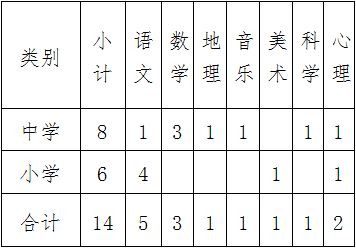 类别 小计 语文 数学 地理 音乐 美术 科学 心理
中学 8 1 3 1 1 1 1
小学 6 4 1 1
合计 14 5 3 1 1 1 1 2